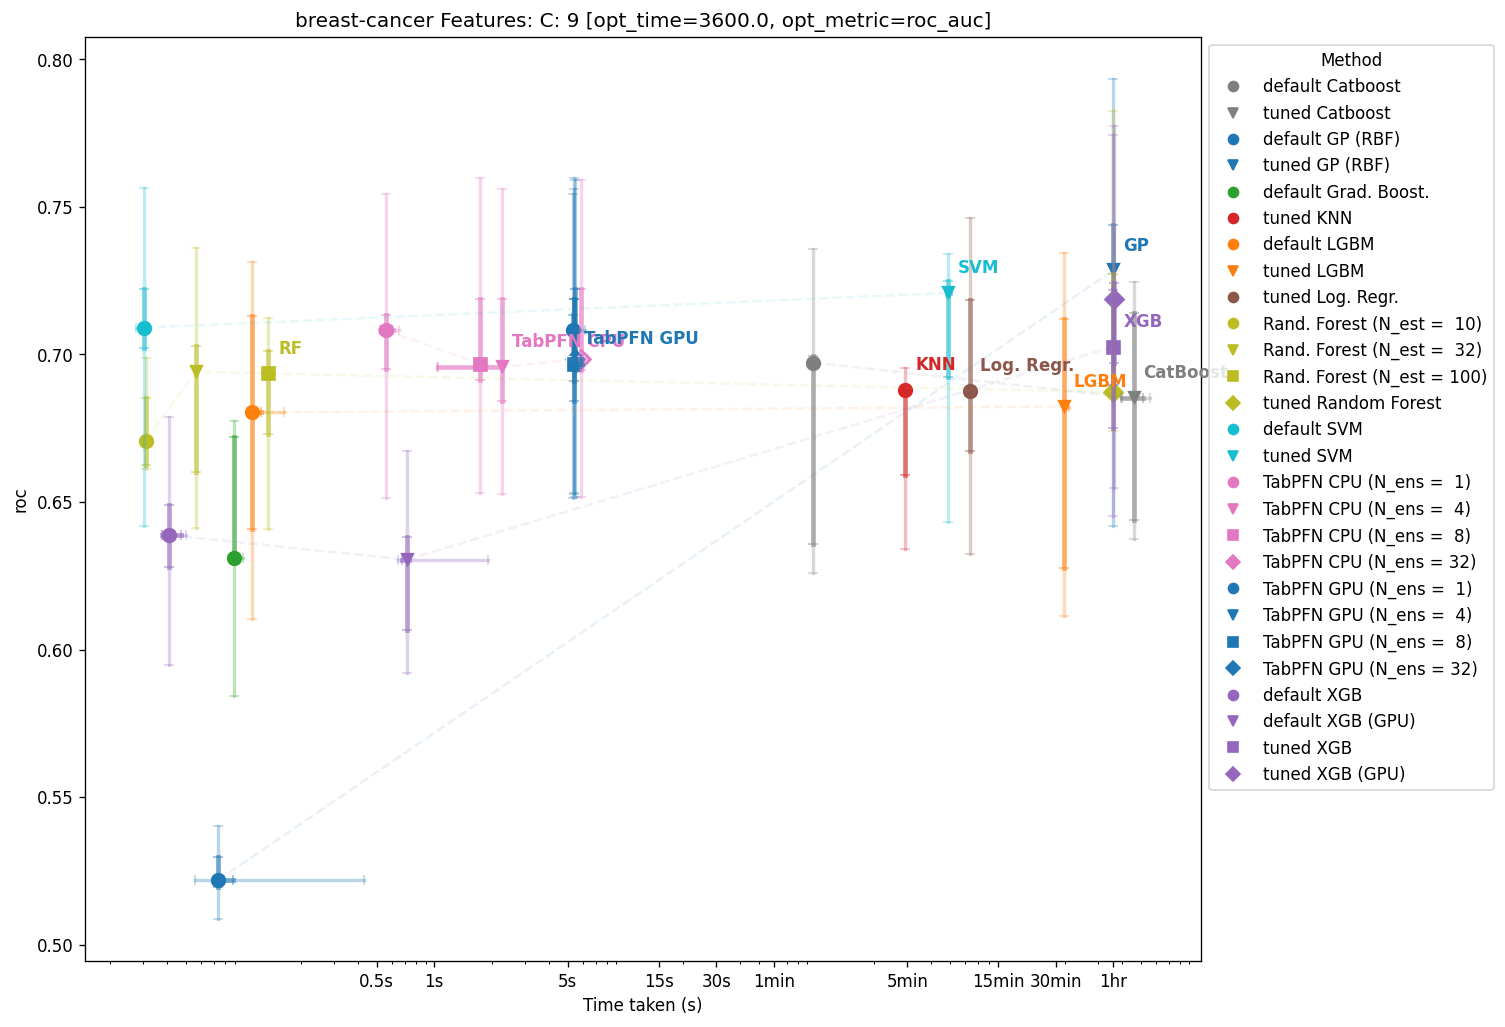 breast-cancer Features: C: 9 [opt_time=3600.0, opt_metric=roc_auc]
roc
0.80
0.75
0.70
0.65
0.60
0.55
0.50
GP
SVM
XGB
RF
TabPFN CPU
TabPFN GPU
KNN
Log. Regr.
LGBM
CatBoost
0.5s 1s 5s 15s 30s 1min 5min 15min 30min 1hr
Time taken (s)
Method
default Catboost
tuned Catboost
default GP (RBF)
tuned GP (RBF)
default Grad. Boost.
tuned KNN
default LGBM
tuned LGBM
tuned Log. Regr.
Rand. Forest (N_est =  10)
Rand. Forest (N_est =  32)
Rand. Forest (N_est = 100)
tuned Random Forest
default SVM
tuned SVM
TabPFN CPU (N_ens =  1)
TabPFN CPU (N_ens =  4)
TabPFN CPU (N_ens =  8)
TabPFN CPU (N_ens = 32)
TabPFN GPU (N_ens =  1)
TabPFN GPU (N_ens =  4)
TabPFN GPU (N_ens =  8)
TabPFN GPU (N_ens = 32)
default XGB
default XGB (GPU)
tuned XGB
tuned XGB (GPU)